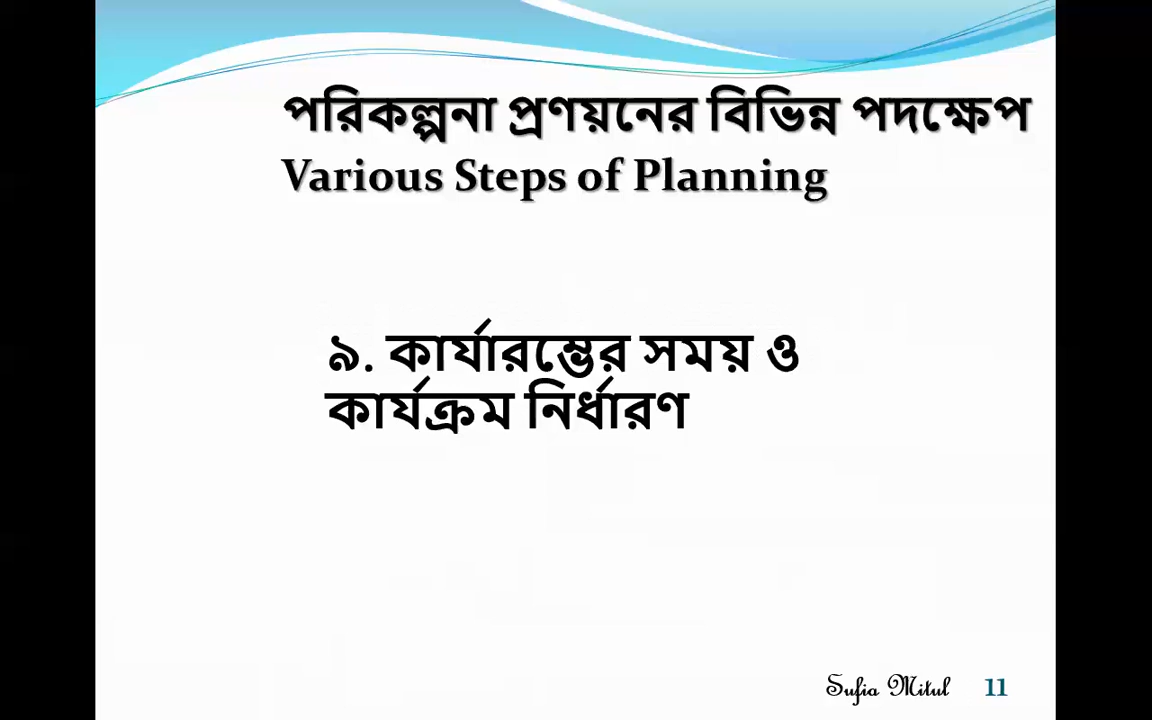 পরিকল্পনা প্রণয়নের বিভিন্ন পদক্ষেপ
Various Steps of Planning
৯. কার্যারম্ভের সময় ও
কার্যক্রম নির্ধারণ
Sufia Mitul 11